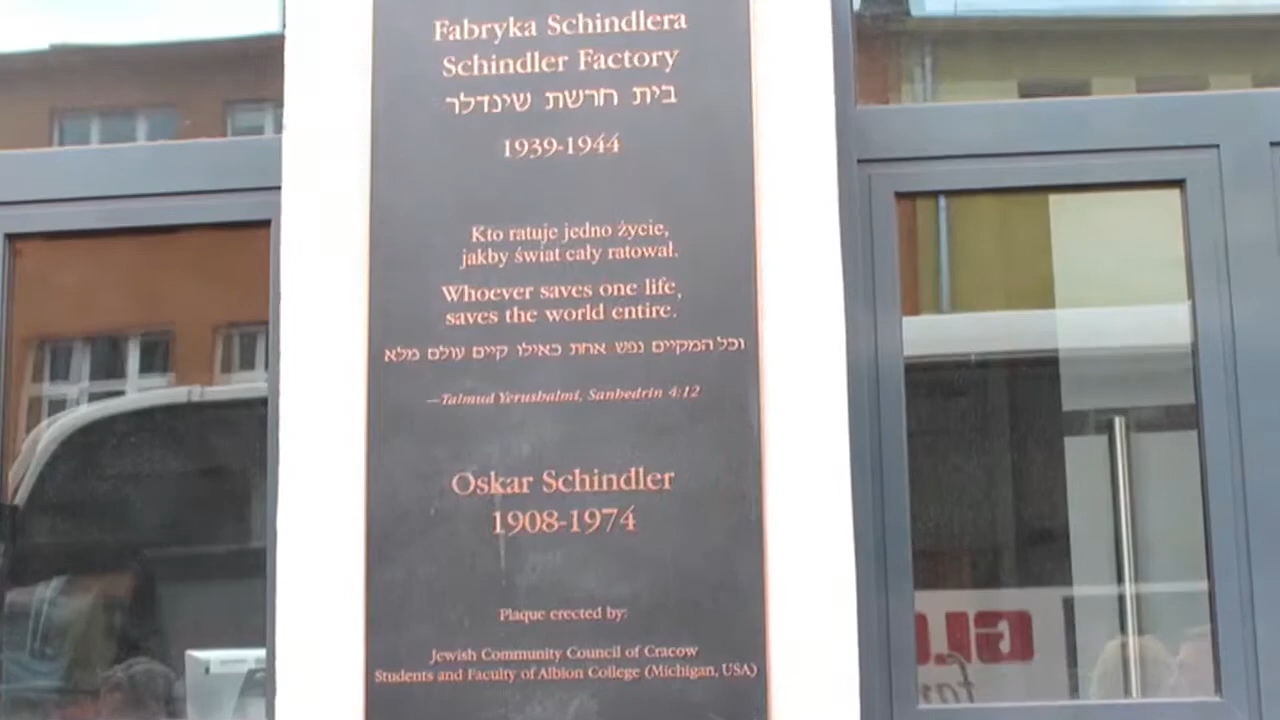 Fabryka Schindlera
Schindler Factory
בית חרשת שינדלר
1939-1944
Kto ratuje jedno życie,
jakby świat cały ratował.
Whoever saves one life,
saves the world entire.
וכל המקיים נפש אחת כאילו קיים עולם מלא
—Talmud Yerushalmi, Sanhedrin 4:12
Oskar Schindler
1908-1974
Plaque erected by:
Jewish Community Council of Cracow
Students and Faculty of Albion College (Michigan, USA)